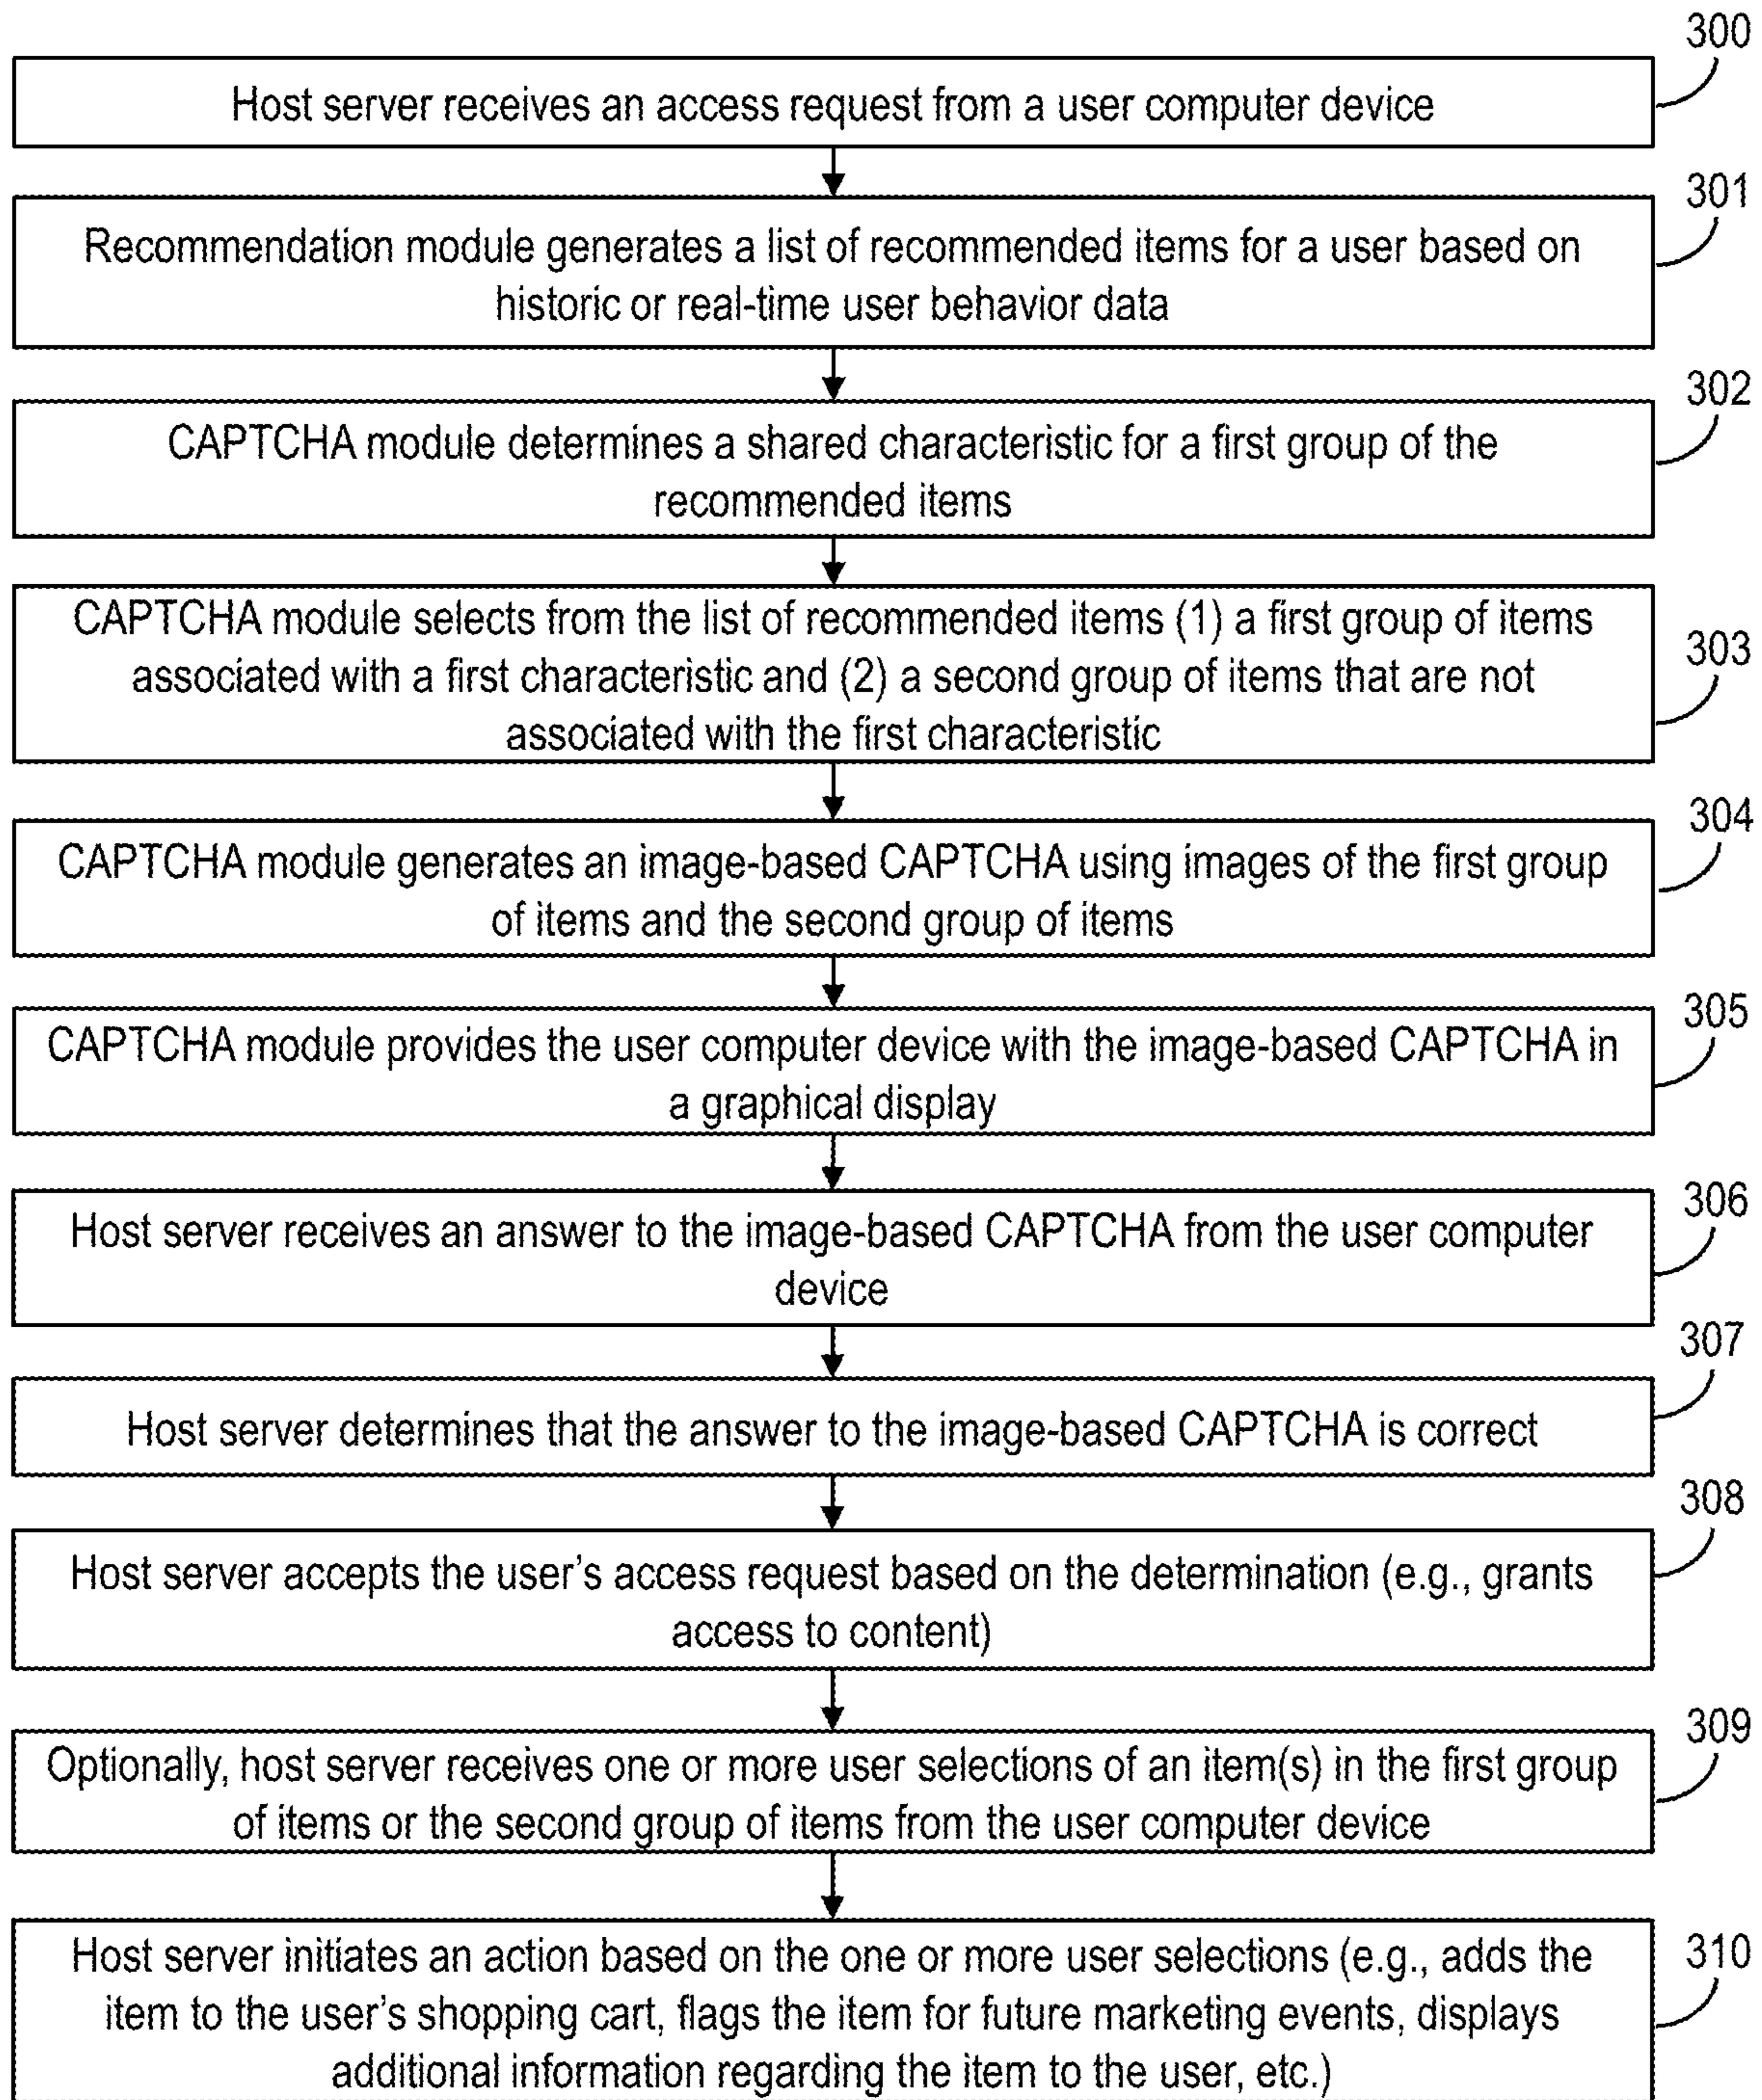 300
Host server receives an access request from a user computer device
301
Recommendation module generates a list of recommended items for a user based on
historic or real-time user behavior data
302
CAPTCHA module determines a shared characteristic for a first group of the
recommended items
CAPTCHA module selects from the list of recommended items (1) a first group of items
associated with a first characteristic and (2) a second group of items that are not
associated with the first characteristic
303
304
CAPTCHA module generates an image-based CAPTCHA using images of the first group
of items and the second group of items
305
CAPTCHA module provides the user computer device with the image-based CAPTCHA in
a graphical display
306
Host server receives an answer to the image-based CAPTCHA from the user computer
device
307
Host server determines that the answer to the image-based CAPTCHA is correct
308
Host server accepts the user's access request based on the determination (e.g., grants
access to content)
309
Optionally, host server receives one or more user selections of an item(s) in the first group
of items or the second group of items from the user computer device
310
Host server initiates an action based on the one or more user selections (e.g., adds the
item to the user's shopping cart, flags the item for future marketing events, displays
additional information regarding the item to the user, etc.)